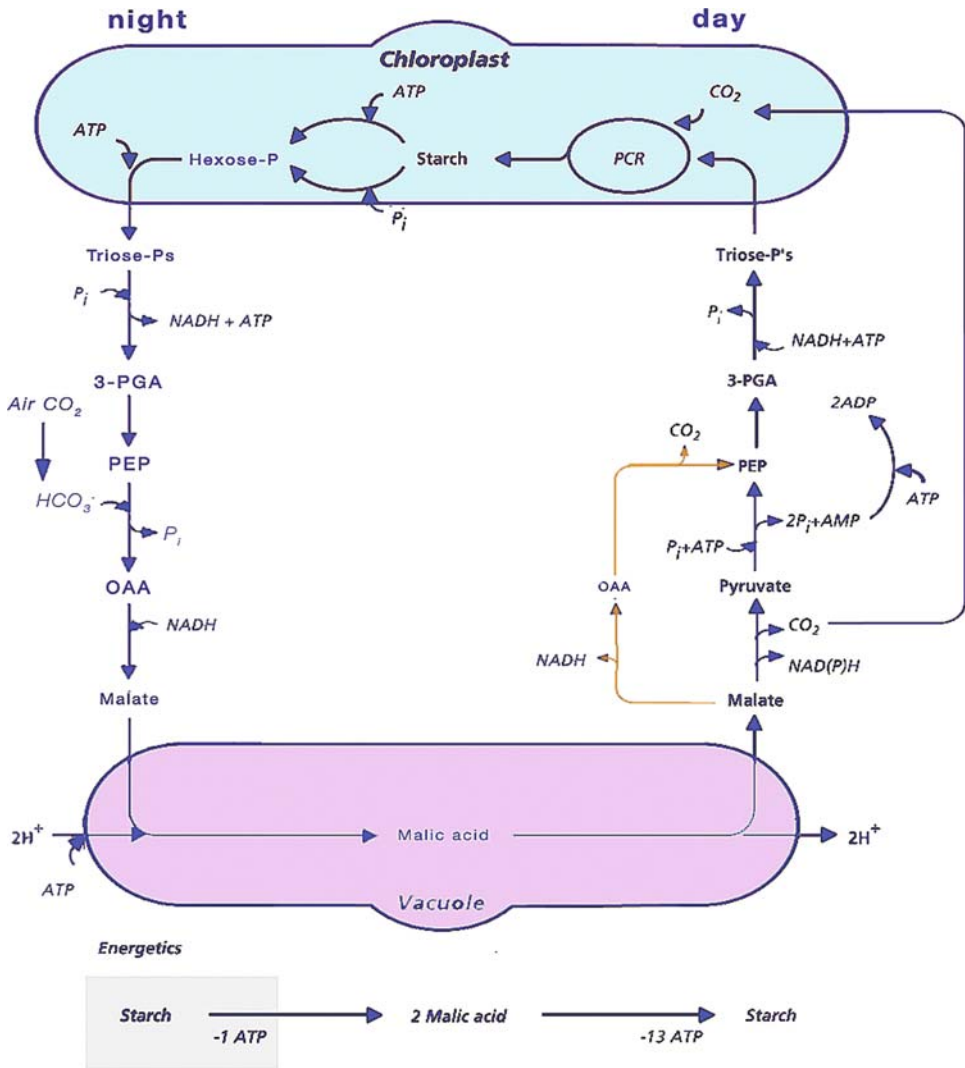 night
day
Chloroplast
ATP
CO₂
ATP
Hexose-P
Starch
PCR
Pᵢ
Triose-Ps
Triose-P's
Pᵢ
Pᵢ
NADH + ATP
NADH+ATP
3-PGA
3-PGA
Air CO₂
2ADP
CO₂
PEP
PEP
HCO₃⁻
ATP
2Pᵢ+AMP
Pᵢ
Pᵢ+ATP
OAA
OAA
Pyruvate
NADH
CO₂
NADH
NAD(P)H
Malate
Malate
2H⁺
Malic acid
2H⁺
ATP
Vacuole
Energetics
Starch
2 Malic acid
Starch
-1 ATP
-13 ATP